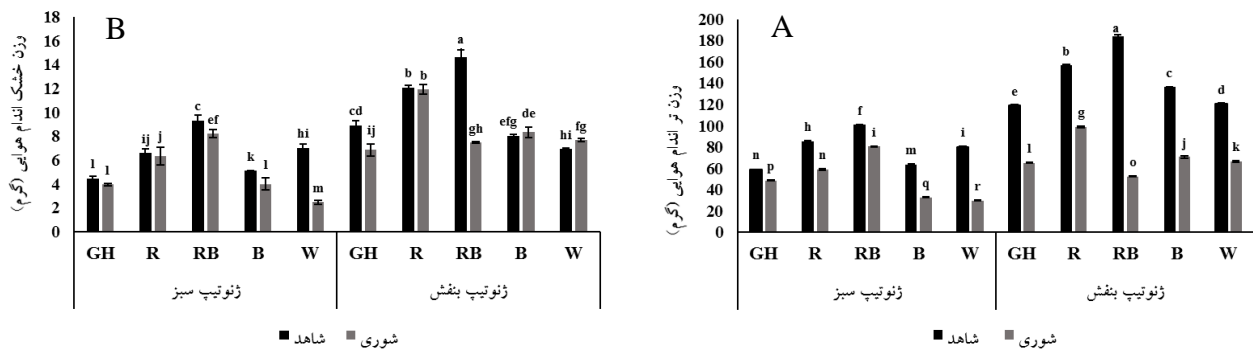 B
وزن خشک اندام هوایی (گرم)
18
16
14
12
10
8
6
4
2
0
l l ij j c ef k l hi m cd ij b b a gh efg de hi fg
GH R RB B W GH R RB B W
ژنوتیپ سبز ژنوتیپ بنفش
شاهد شوری
A
وزن تر اندام هوایی (گرم)
200
180
160
140
120
100
80
60
40
20
0
n p h n f i m q i r e l b g a o c j d k
GH R RB B W GH R RB B W
ژنوتیپ سبز ژنوتیپ بنفش
شاهد شوری